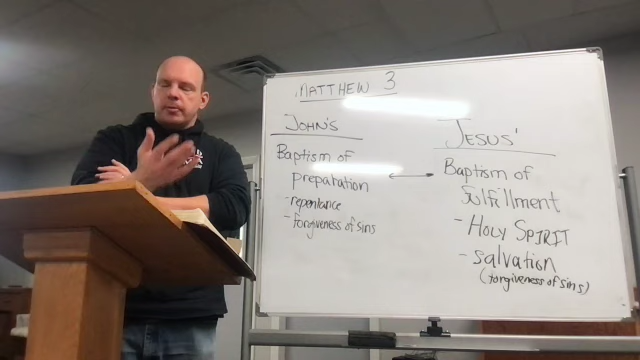 MATTHEW 3
JOHN'S
Baptism of
preparation
- repentance
- Forgiveness of sins
JESUS'
Baptism of
fulfillment
- HOLY SPIRIT
- salvation
(forgiveness of sins)